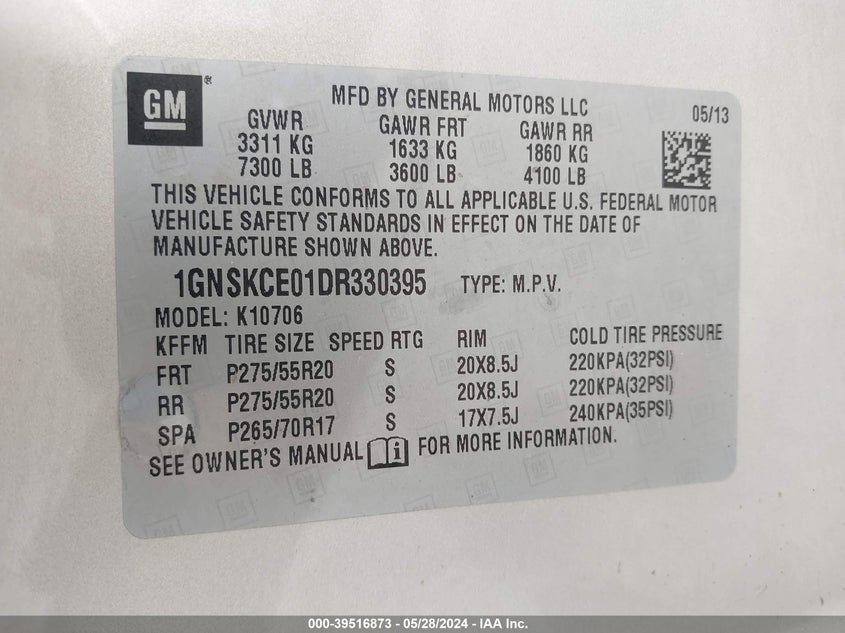 GM®
MFD BY GENERAL MOTORS LLC
05/13
GVWR GAWR FRT GAWR RR
3311 KG 1633 KG 1860 KG
7300 LB 3600 LB 4100 LB
THIS VEHICLE CONFORMS TO ALL APPLICABLE U.S. FEDERAL MOTOR
VEHICLE SAFETY STANDARDS IN EFFECT ON THE DATE OF
MANUFACTURE SHOWN ABOVE.
1GNSKCE01DR330395 TYPE: M.P.V.
MODEL: K10706
KFFM TIRE SIZE SPEED RTG RIM COLD TIRE PRESSURE
FRT P275/55R20 S 20X8.5J 220KPA(32PSI)
RR P275/55R20 S 20X8.5J 220KPA(32PSI)
SPA P265/70R17 S 17X7.5J 240KPA(35PSI)
SEE OWNER'S MANUAL i FOR MORE INFORMATION.
000-39516873 - 05/28/2024 - IAA Inc.